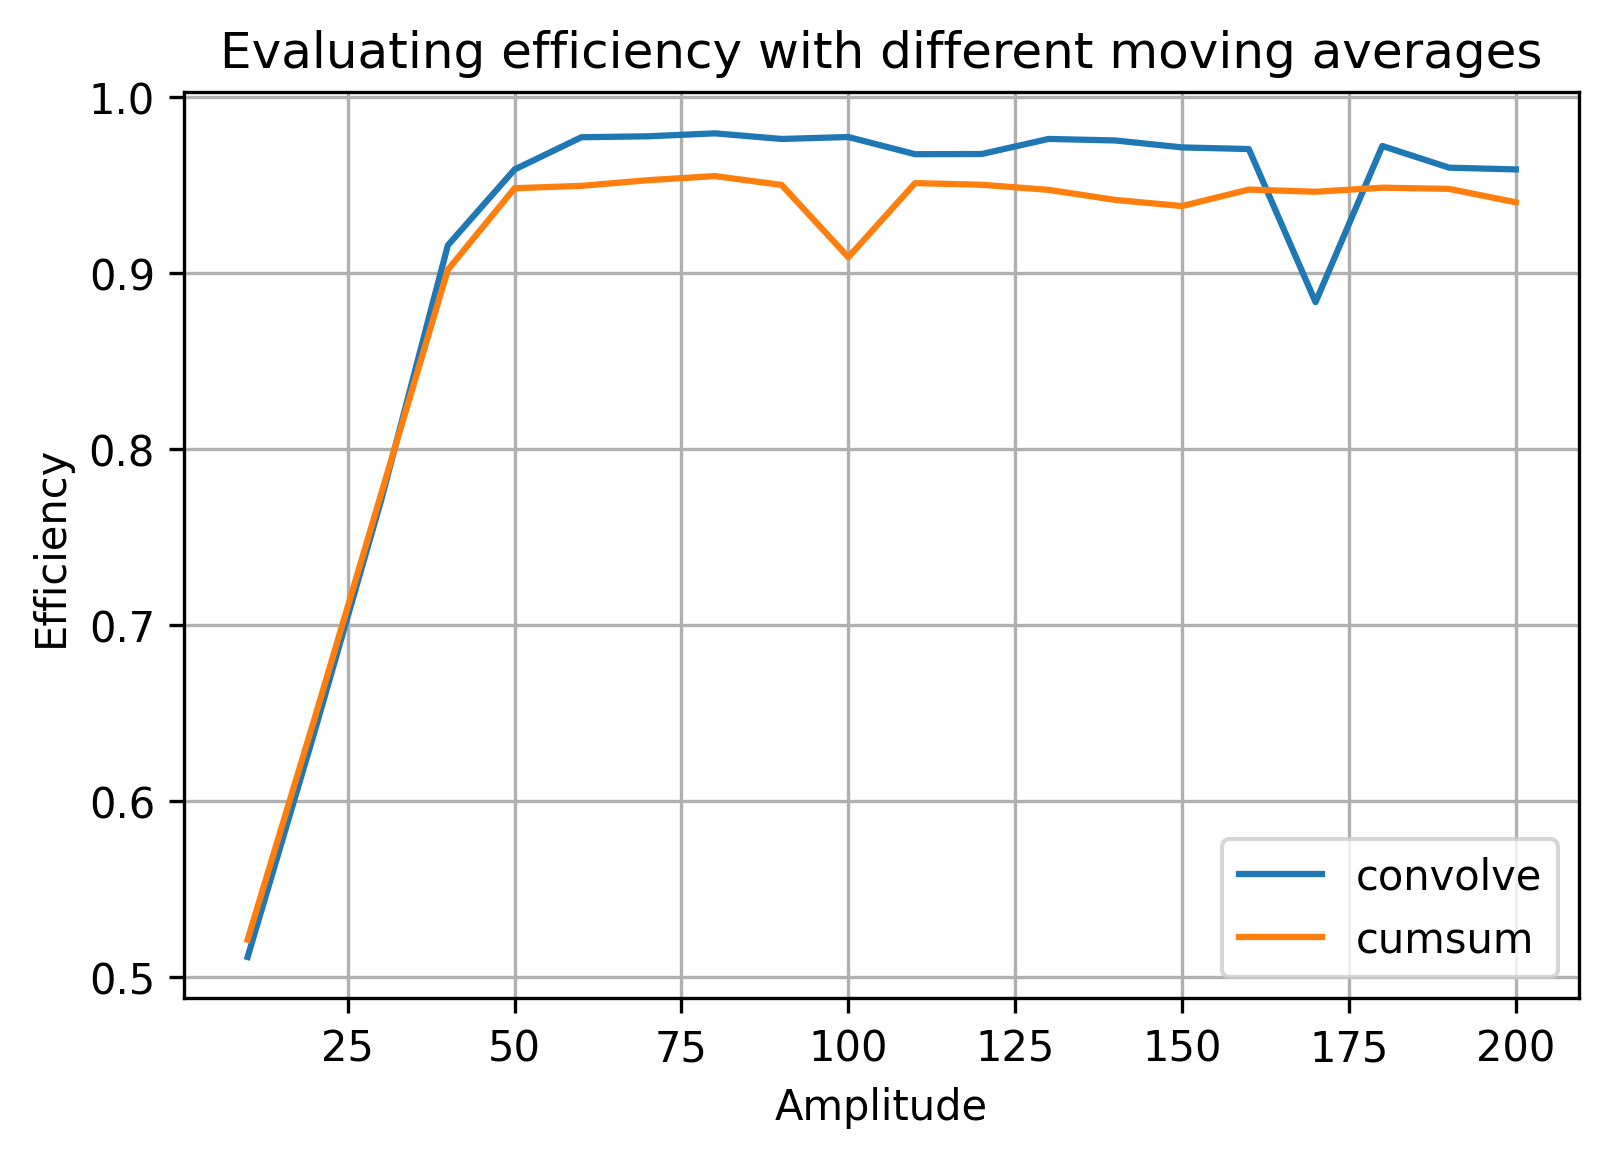 Evaluating efficiency with different moving averages
1.0
0.9
0.8
0.7
0.6
0.5
Efficiency
convolve
cumsum
25 50 75 100 125 150 175 200
Amplitude